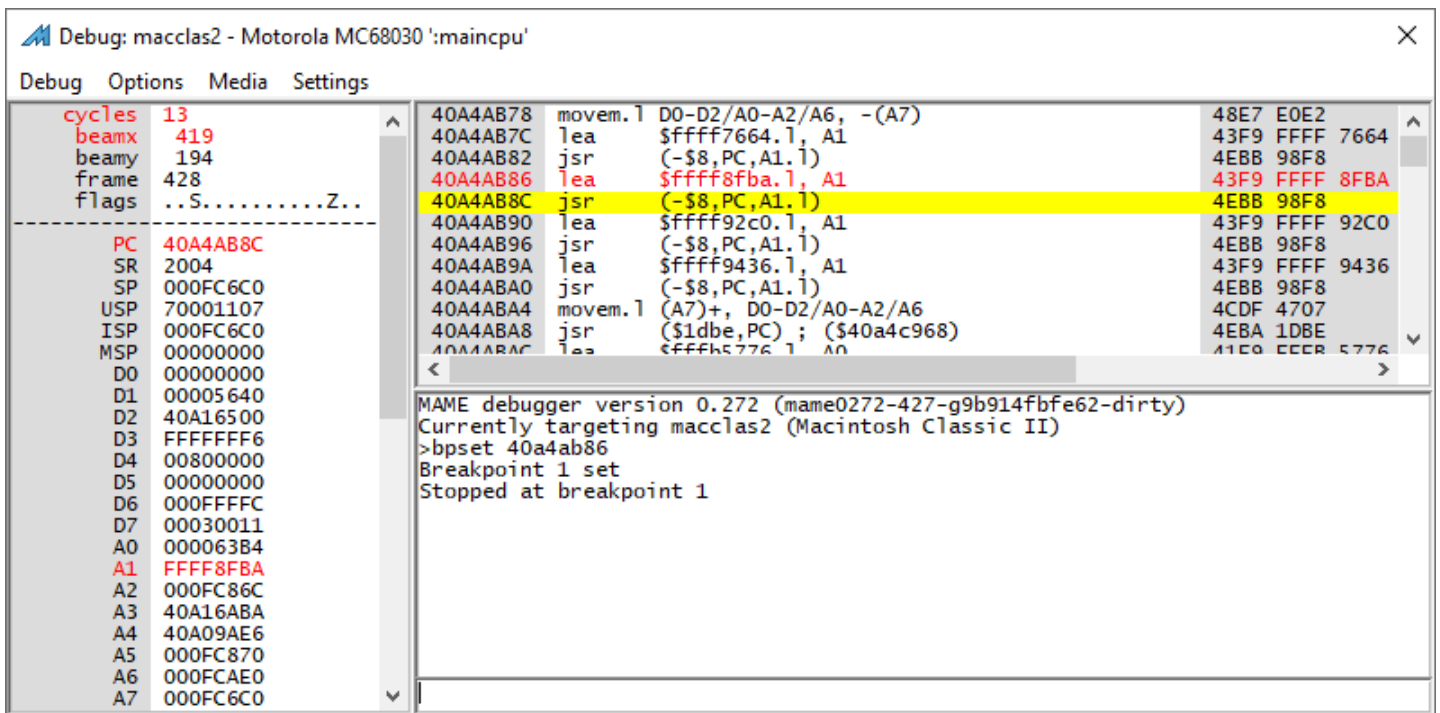 Debug: macclas2 - Motorola MC68030 ':maincpu'
Debug Options Media Settings
cycles 13
beamx 419
beamy 194
frame 428
flags ..S..........Z..
--------------------------------
PC 40A4AB8C
SR 2004
SP 000FC6C0
USP 70001107
ISP 000FC6C0
MSP 00000000
D0 00000000
D1 00005640
D2 40A16500
D3 FFFFFFF6
D4 00800000
D5 00000000
D6 000FFFFC
D7 00030011
A0 000063B4
A1 FFFF8FBA
A2 000FC86C
A3 40A16ABA
A4 40A09AE6
A5 000FC870
A6 000FCAE0
A7 000FC6C0
40A4AB78 movem.l D0-D2/A0-A2/A6, -(A7) 48E7 E0E2
40A4AB7C lea $ffff7664.l, A1 43F9 FFFF 7664
40A4AB82 jsr (-$8,PC,A1.l) 4EBB 98F8
40A4AB86 lea $ffff8fba.l, A1 43F9 FFFF 8FBA
40A4AB8C jsr (-$8,PC,A1.l) 4EBB 98F8
40A4AB90 lea $ffff92c0.l, A1 43F9 FFFF 92C0
40A4AB96 jsr (-$8,PC,A1.l) 4EBB 98F8
40A4AB9A lea $ffff9436.l, A1 43F9 FFFF 9436
40A4ABA0 jsr (-$8,PC,A1.l) 4EBB 98F8
40A4ABA4 movem.l (A7)+, D0-D2/A0-A2/A6 4CDF 4707
40A4ABA8 jsr ($1dbe,PC) ; ($40a4c968) 4EBA 1DBE
40A4ABAC lea $fffb5776.l, A0 41F9 FFFB 5776
MAME debugger version 0.272 (mame0272-427-g9b914fbfe62-dirty)
Currently targeting macclas2 (Macintosh Classic II)
>bpset 40a4ab86
Breakpoint 1 set
Stopped at breakpoint 1